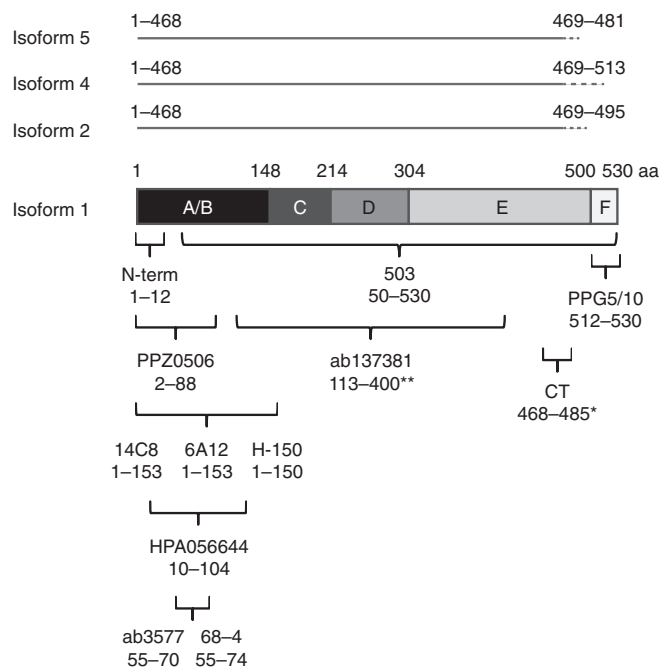 1–468 469–481
Isoform 5
1–468 469–513
Isoform 4
1–468 469–495
Isoform 2
1 148 214 304 500 530 aa
Isoform 1 A/B C D E F
N-term 503 PPG5/10
1–12 50–530 512–530
PPZ0506 ab137381 CT
2–88 113–400** 468–485*
14C8 6A12 H-150
1–153 1–153 1–150
HPA056644
10–104
ab3577 68–4
55–70 55–74